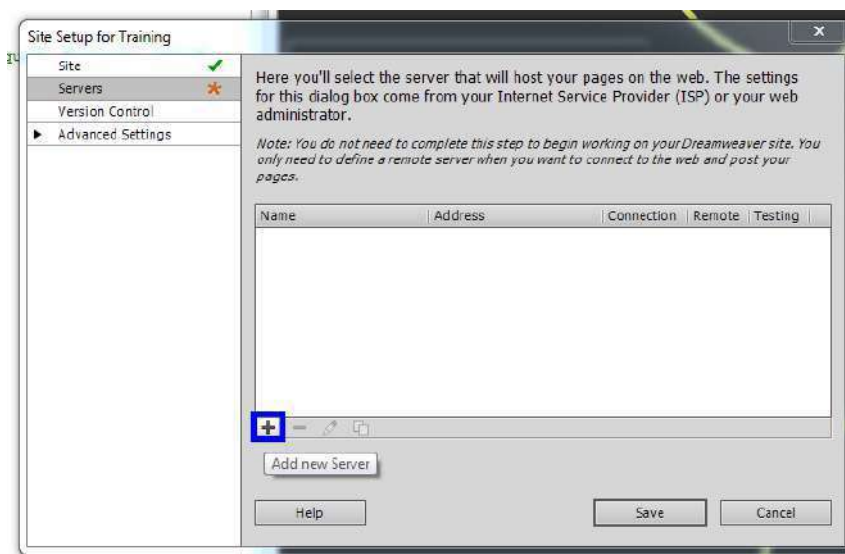 Site Setup for Training
x
Site
Servers
Version Control
Advanced Settings
Here you'll select the server that will host your pages on the web. The settings
for this dialog box come from your Internet Service Provider (ISP) or your web
administrator.
Note: You do not need to complete this step to begin working on your Dreamweaver site. You
only need to define a remote server when you want to connect to the web and post your
pages.
Name Address Connection Remote Testing
Add new Server
Help Save Cancel